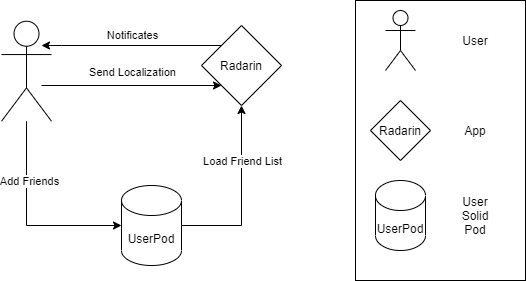 Notificates
Radarin
Send Localization
Load Friend List
Add Friends
UserPod
User
Radarin
App
UserPod
User
Solid
Pod